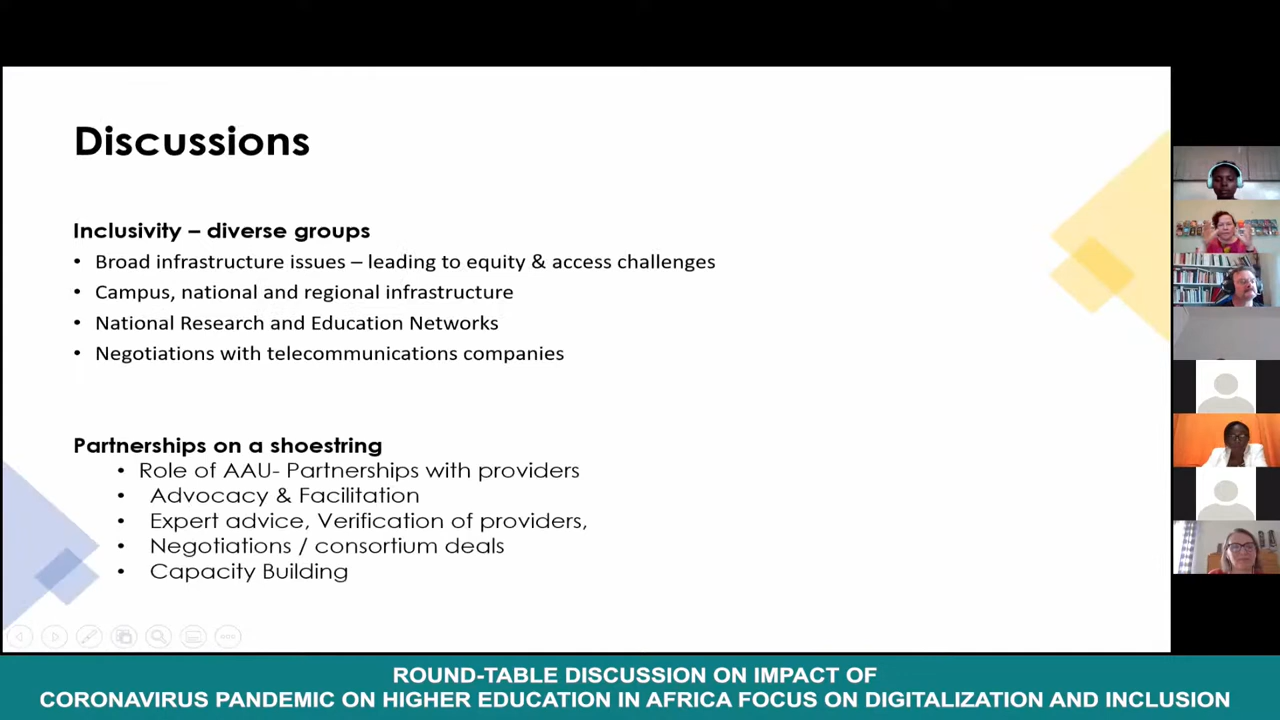 Discussions
Inclusivity – diverse groups
• Broad infrastructure issues – leading to equity & access challenges
• Campus, national and regional infrastructure
• National Research and Education Networks
• Negotiations with telecommunications companies
Partnerships on a shoestring
• Role of AAU- Partnerships with providers
• Advocacy & Facilitation
• Expert advice, Verification of providers,
• Negotiations / consortium deals
• Capacity Building
ROUND-TABLE DISCUSSION ON IMPACT OF
CORONAVIRUS PANDEMIC ON HIGHER EDUCATION IN AFRICA FOCUS ON DIGITALIZATION AND INCLUSION